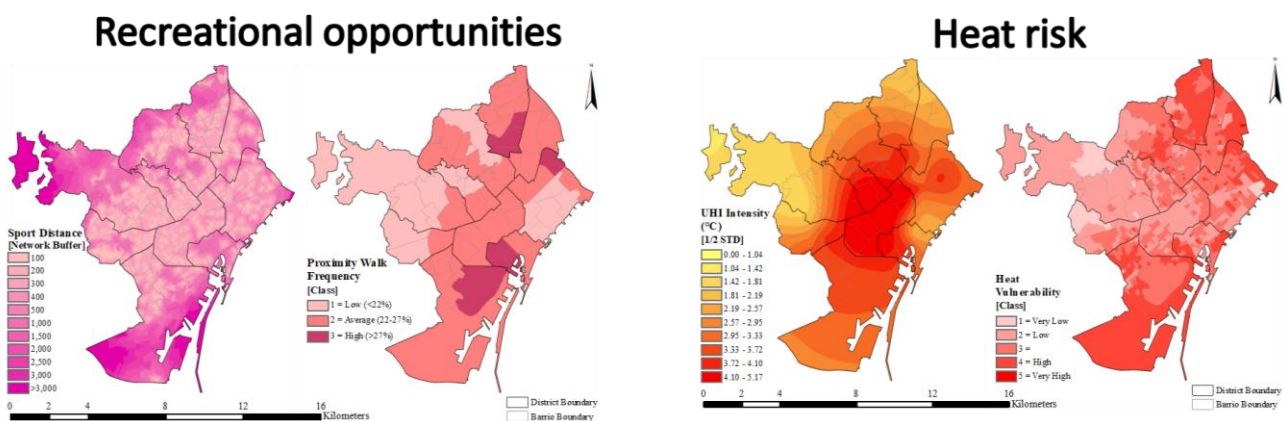 Recreational opportunities
Heat risk
N
Sport Distance
[Network Buffer]
100
200
300
400
500
1,000
1,500
2,000
2,500
3,000
>3,000
Proximity Walk
Frequency
[Class]
1 = Low (<22%)
2 = Average (22-27%)
3 = High (>27%)
0 2 4 8 12 16
Kilometers
District Boundary
Barrio Boundary
N
UHI Intensity
(°C)
[1/2 STD]
0.00 - 1.04
1.04 - 1.42
1.42 - 1.81
1.81 - 2.19
2.19 - 2.57
2.57 - 2.95
2.95 - 3.33
3.33 - 3.72
3.72 - 4.10
4.10 - 5.17
Heat
Vulnerability
[Class]
1 = Very Low
2 = Low
3 =
4 = High
5 = Very High
0 2 4 8 12 16
Kilometers
District Boundary
Barrio Boundary